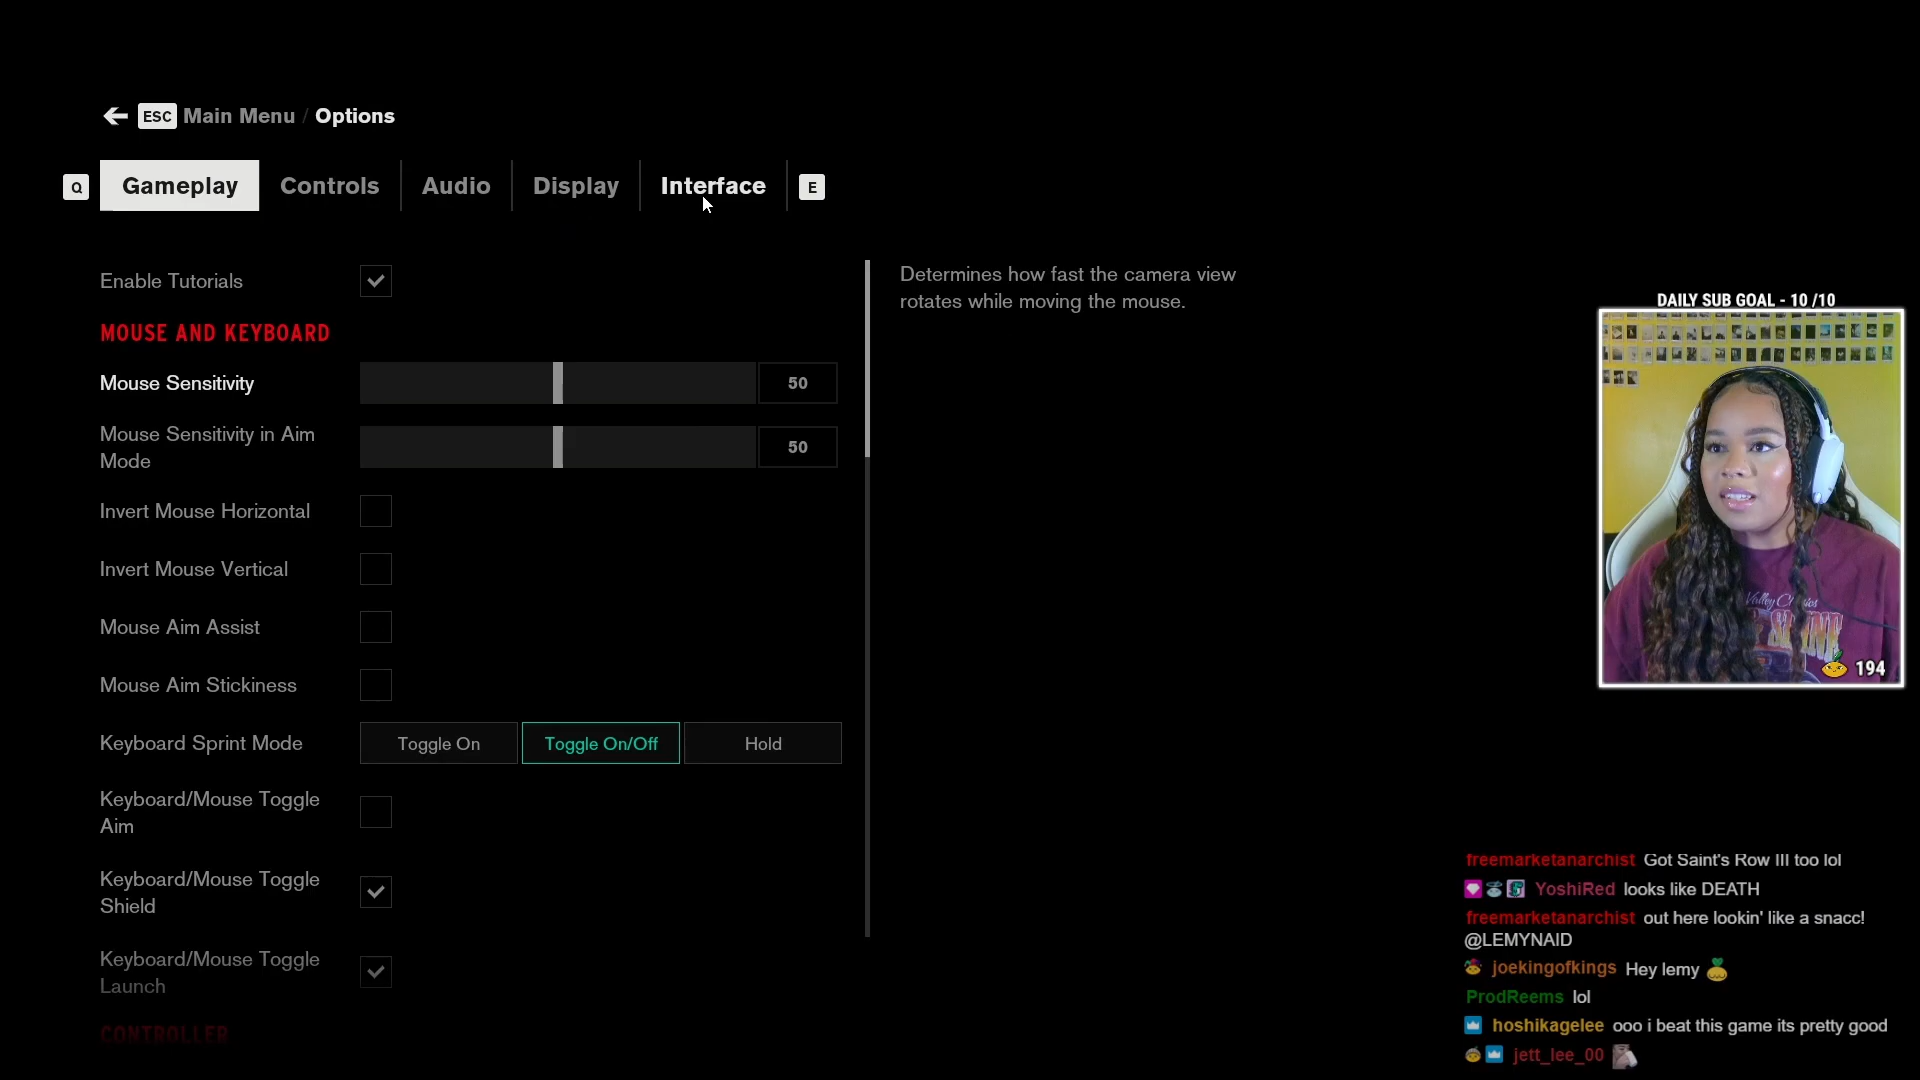 ESC Main Menu / Options
Q Gameplay Controls Audio Display Interface E
Enable Tutorials
MOUSE AND KEYBOARD
Mouse Sensitivity 50
Mouse Sensitivity in Aim
Mode 50
Invert Mouse Horizontal
Invert Mouse Vertical
Mouse Aim Assist
Mouse Aim Stickiness
Keyboard Sprint Mode Toggle On Toggle On/Off Hold
Keyboard/Mouse Toggle
Aim
Keyboard/Mouse Toggle
Shield
Keyboard/Mouse Toggle
Launch
CONTROLLER
Determines how fast the camera view
rotates while moving the mouse.
DAILY SUB GOAL - 10 /10
194
freemarketanarchist Got Saint's Row III too lol
YoshiRed looks like DEATH
freemarketanarchist out here lookin' like a snacc!
@LEMYNAID
joekingofkings Hey lemy
ProdReems lol
hoshikagelee ooo i beat this game its pretty good
jett_lee_00